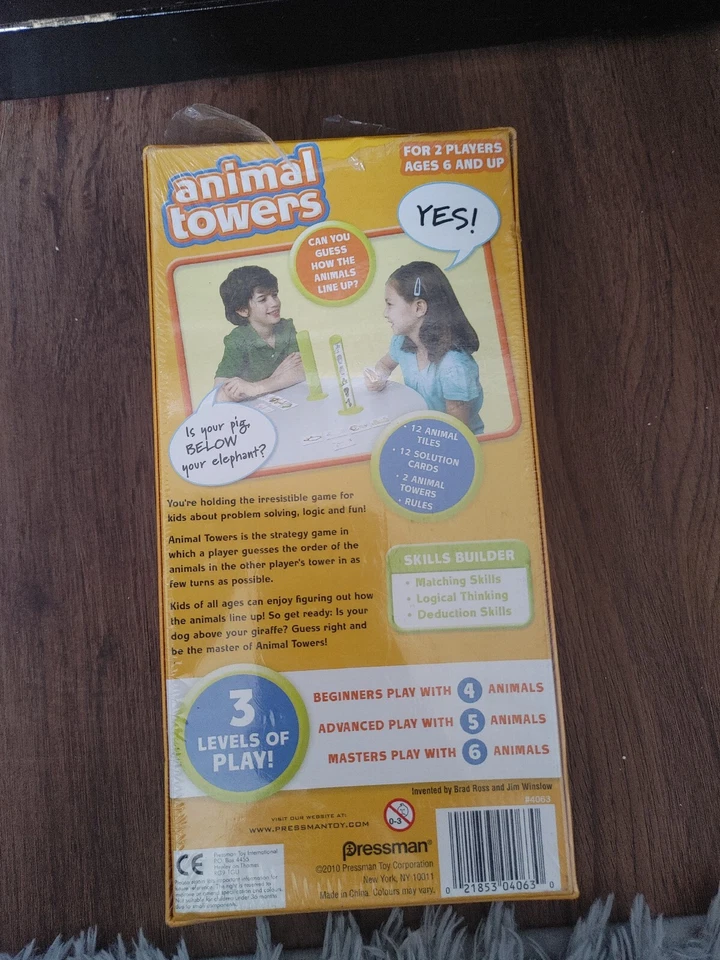 animal
towers
FOR 2 PLAYERS
AGES 6 AND UP
YES!
CAN YOU
GUESS
HOW THE
ANIMALS
LINE UP?
Is your pig,
BELOW
your elephant?
• 12 ANIMAL
TILES
• 12 SOLUTION
CARDS
• 2 ANIMAL
TOWERS
• RULES
You're holding the irresistible game for
kids about problem solving, logic and fun!
Animal Towers is the strategy game in
which a player guesses the order of the
animals in the other player's tower in as
few turns as possible.
Kids of all ages can enjoy figuring out how
the animals line up! So get ready: Is your
dog above your giraffe? Guess right and
be the master of Animal Towers!
SKILLS BUILDER
• Matching Skills
• Logical Thinking
• Deduction Skills
3
LEVELS OF
PLAY!
BEGINNERS PLAY WITH 4 ANIMALS
ADVANCED PLAY WITH 5 ANIMALS
MASTERS PLAY WITH 6 ANIMALS
Invented by Brad Ross and Jim Winslow
#4063
VISIT OUR WEBSITE AT:
WWW.PRESSMANTOY.COM
0-3
Pressman®
©2010 Pressman Toy Corporation
New York, NY 10011
Made in China. Colours may vary.
CE
Pressman Toy International
0 21853 04063 0